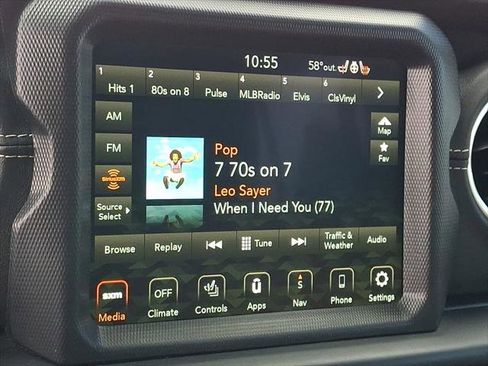 10:55 58°out.
1 2 3 4 5 6
Hits 1 80s on 8 Pulse MLBRadio Elvis ClsVinyl
AM
FM
SiriusXM
Source Select
Map
Fav
Pop
7 70s on 7
Leo Sayer
When I Need You (77)
Browse Replay Tune Traffic & Weather Audio
sxm OFF S
Media Climate Controls Apps Nav Phone Settings